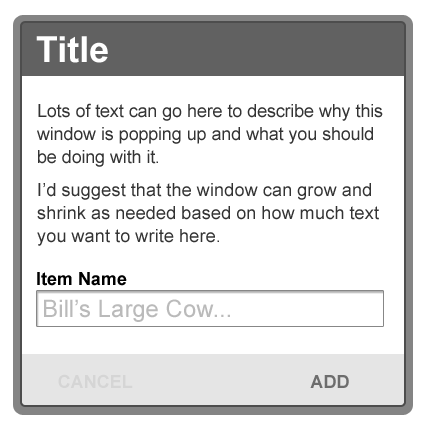 Title
Lots of text can go here to describe why this
window is popping up and what you should
be doing with it.
I’d suggest that the window can grow and
shrink as needed based on how much text
you want to write here.
Item Name
Bill’s Large Cow...
CANCEL ADD